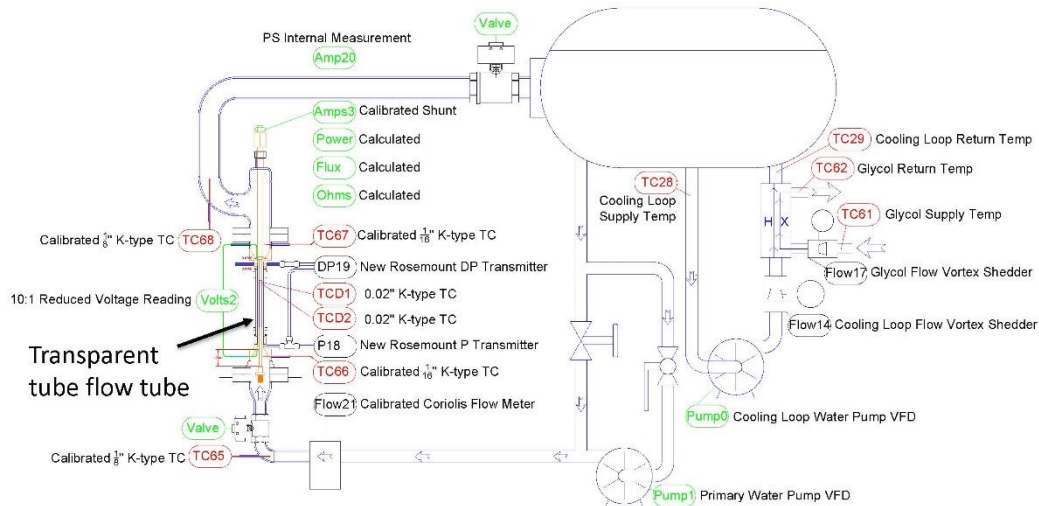 PS Internal Measurement
Amp20
Valve
Amps3 Calibrated Shunt
Power Calculated
Flux Calculated
Ohms Calculated
TC29 Cooling Loop Return Temp
TC62 Glycol Return Temp
TC28
Cooling Loop
Supply Temp
TC61 Glycol Supply Temp
H X
Calibrated 1/8" K-type TC TC68
TC67 Calibrated 1/16" K-type TC
DP19 New Rosemount DP Transmitter
Flow17 Glycol Flow Vortex Shedder
10:1 Reduced Voltage Reading Volts2
TCD1 0.02" K-type TC
TCD2 0.02" K-type TC
Flow14 Cooling Loop Flow Vortex Shedder
Transparent
tube flow tube
P18 New Rosemount P Transmitter
TC66 Calibrated 1/16" K-type TC
Flow21 Calibrated Coriolis Flow Meter
Pump0 Cooling Loop Water Pump VFD
Valve
Calibrated 1/8" K-type TC TC65
Pump1 Primary Water Pump VFD